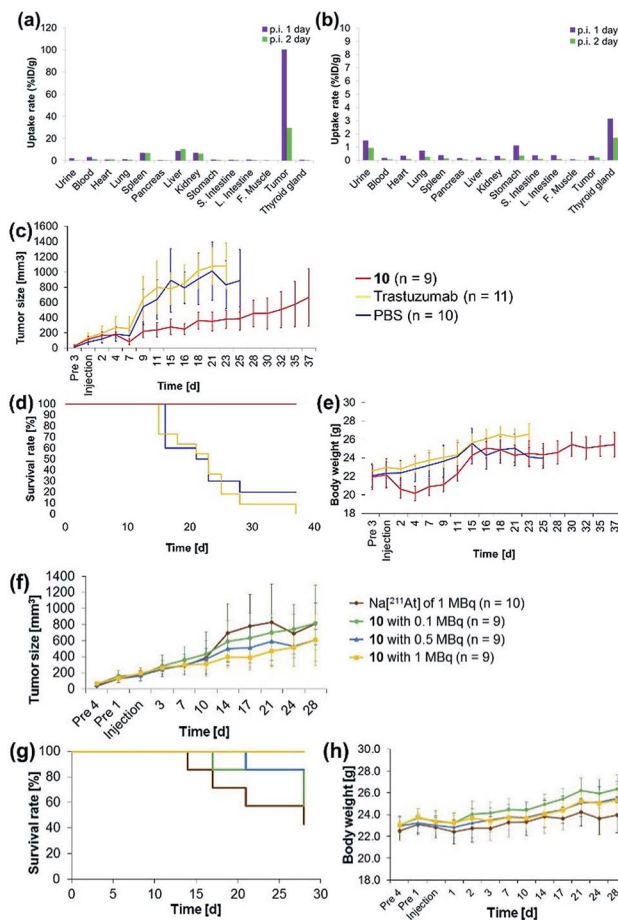 (a)
Uptake rate (%ID/g)
p.i. 1 day
p.i. 2 day
120
100
80
60
40
20
0
Urine
Blood
Heart
Lung
Spleen
Pancreas
Liver
Kidney
Stomach
S. Intestine
L. Intestine
F. Muscle
Tumor
Thyroid gland
(b)
Uptake rate (%ID/g)
p.i. 1 day
p.i. 2 day
10
9
8
7
6
5
4
3
2
1
0
Urine
Blood
Heart
Lung
Spleen
Pancreas
Liver
Kidney
Stomach
S. Intestine
L. Intestine
F. Muscle
Tumor
Thyroid gland
(c)
Tumor size [mm3]
1400
1200
1000
800
600
400
200
0
Pre 3
Injection
2
4
7
9
11
15
16
18
21
23
25
28
30
32
35
37
Time [d]
10 (n = 9)
Trastuzumab (n = 11)
PBS (n = 10)
(d)
Survival rate [%]
100
90
80
70
60
50
40
30
20
10
0
0 10 20 30 40
Time [d]
(e)
Body weight [g]
28
26
24
22
20
18
Pre 3
Injection
2
4
7
9
11
14
15
16
18
21
23
25
28
30
32
35
37
Time [d]
(f)
Tumor size [mm³]
1400
1200
1000
800
600
400
200
0
Pre 4
Pre 1
Injection
3
7
10
14
17
21
24
28
Time [d]
Na[²¹¹At] of 1 MBq (n = 10)
10 with 0.1 MBq (n = 9)
10 with 0.5 MBq (n = 9)
10 with 1 MBq (n = 9)
(g)
Survival rate [%]
100
80
60
40
20
0
0 5 10 15 20 25 30
Time [d]
(h)
Body weight [g]
28.0
26.0
24.0
22.0
20.0
18.0
Pre 4
Pre 1
Injection
1
2
3
7
10
14
17
21
24
28
Time [d]